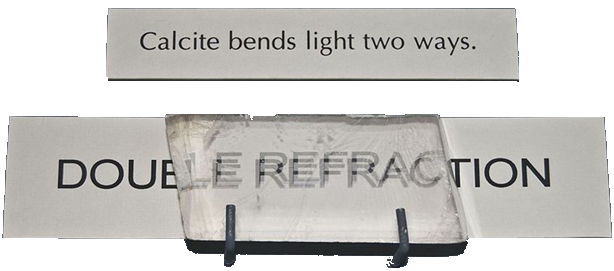 Calcite bends light two ways.
DOUBLE REFRACTION